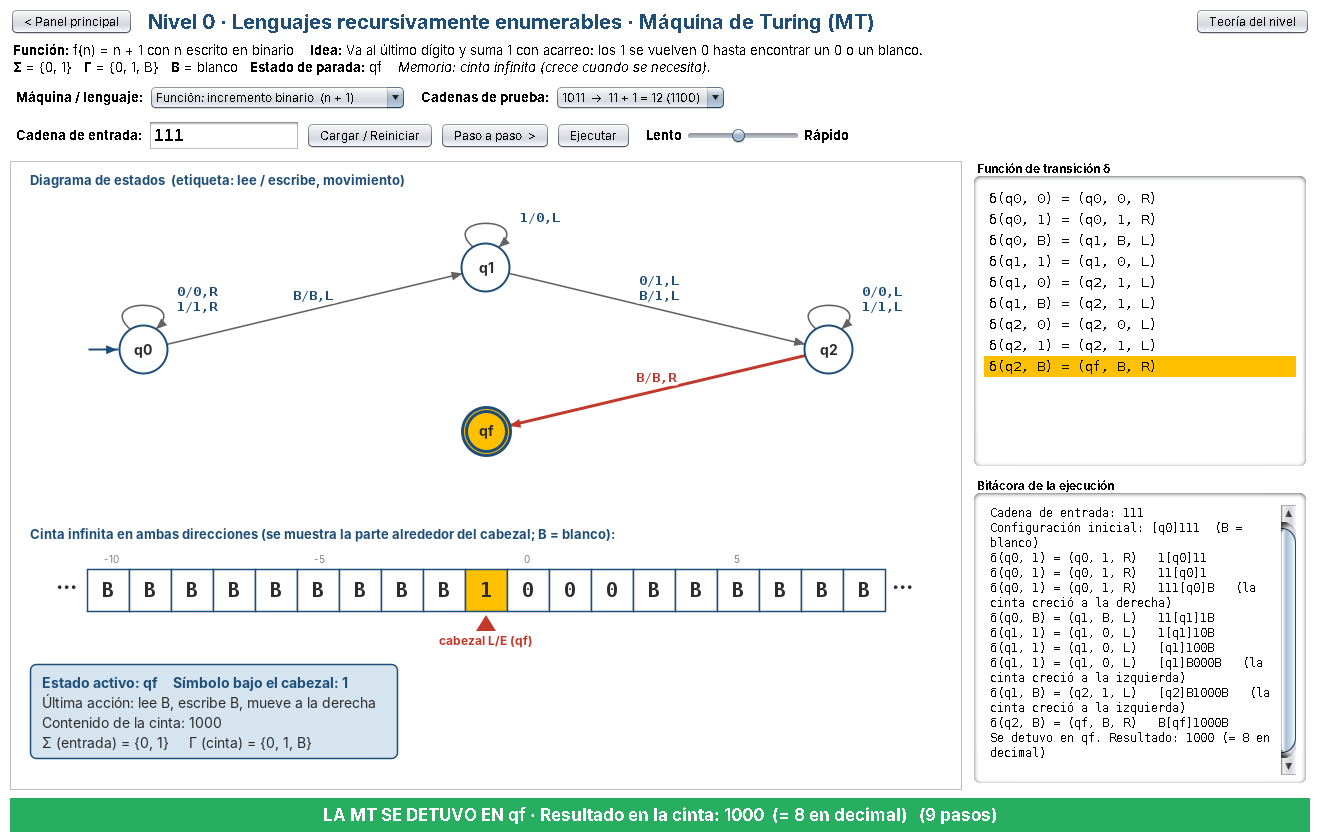 < Panel principal
Nivel 0 · Lenguajes recursivamente enumerables · Máquina de Turing (MT)
Teoría del nivel
Función: f(n) = n + 1 con n escrito en binario    Idea: Va al último dígito y suma 1 con acarreo: los 1 se vuelven 0 hasta encontrar un 0 o un blanco.
Σ = {0, 1}   Γ = {0, 1, B}   B = blanco   Estado de parada: qf    Memoria: cinta infinita (crece cuando se necesita).
Máquina / lenguaje:
Función: incremento binario  (n + 1)
Cadenas de prueba:
1011  →  11 + 1 = 12 (1100)
Cadena de entrada:
111
Cargar / Reiniciar
Paso a paso  >
Ejecutar
Lento
Rápido
Diagrama de estados  (etiqueta: lee / escribe, movimiento)
1/0,L
q1
0/0,R
1/1,R
B/B,L
0/1,L
B/1,L
0/0,L
1/1,L
q0
q2
B/B,R
qf
Cinta infinita en ambas direcciones (se muestra la parte alrededor del cabezal; B = blanco):
-10 -5 0 5
... B B B B B B B B B 1 0 0 0 B B B B B B ...
cabezal L/E (qf)
Estado activo: qf    Símbolo bajo el cabezal: 1
Última acción: lee B, escribe B, mueve a la derecha
Contenido de la cinta: 1000
Σ (entrada) = {0, 1}     Γ (cinta) = {0, 1, B}
Función de transición δ
δ(q0, 0) = (q0, 0, R)
δ(q0, 1) = (q0, 1, R)
δ(q0, B) = (q1, B, L)
δ(q1, 1) = (q1, 0, L)
δ(q1, 0) = (q2, 1, L)
δ(q1, B) = (q2, 1, L)
δ(q2, 0) = (q2, 0, L)
δ(q2, 1) = (q2, 1, L)
δ(q2, B) = (qf, B, R)
Bitácora de la ejecución
Cadena de entrada: 111
Configuración inicial: [q0]111  (B =
blanco)
δ(q0, 1) = (q0, 1, R)   1[q0]11
δ(q0, 1) = (q0, 1, R)   11[q0]1
δ(q0, 1) = (q0, 1, R)   111[q0]B   (la
cinta creció a la derecha)
δ(q0, B) = (q1, B, L)   11[q1]1B
δ(q1, 1) = (q1, 0, L)   1[q1]10B
δ(q1, 1) = (q1, 0, L)   [q1]100B
δ(q1, 1) = (q1, 0, L)   [q1]B000B   (la
cinta creció a la izquierda)
δ(q1, B) = (q2, 1, L)   [q2]B1000B   (la
cinta creció a la izquierda)
δ(q2, B) = (qf, B, R)   B[qf]1000B
Se detuvo en qf. Resultado: 1000 (= 8 en
decimal)
LA MT SE DETUVO EN qf · Resultado en la cinta: 1000  (= 8 en decimal)   (9 pasos)